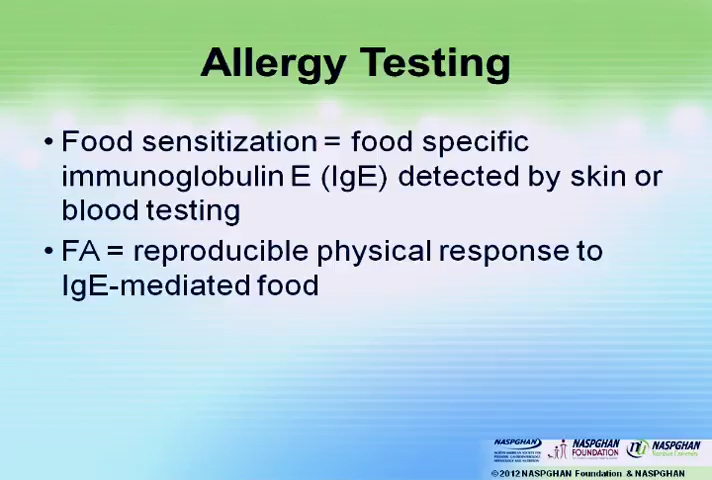 Allergy Testing
• Food sensitization = food specific
immunoglobulin E (IgE) detected by skin or
blood testing
• FA = reproducible physical response to
IgE-mediated food
NASPGHAN
NASPGHAN
FOUNDATION
NASPGHAN
©2012 NASPGHAN Foundation & NASPGHAN